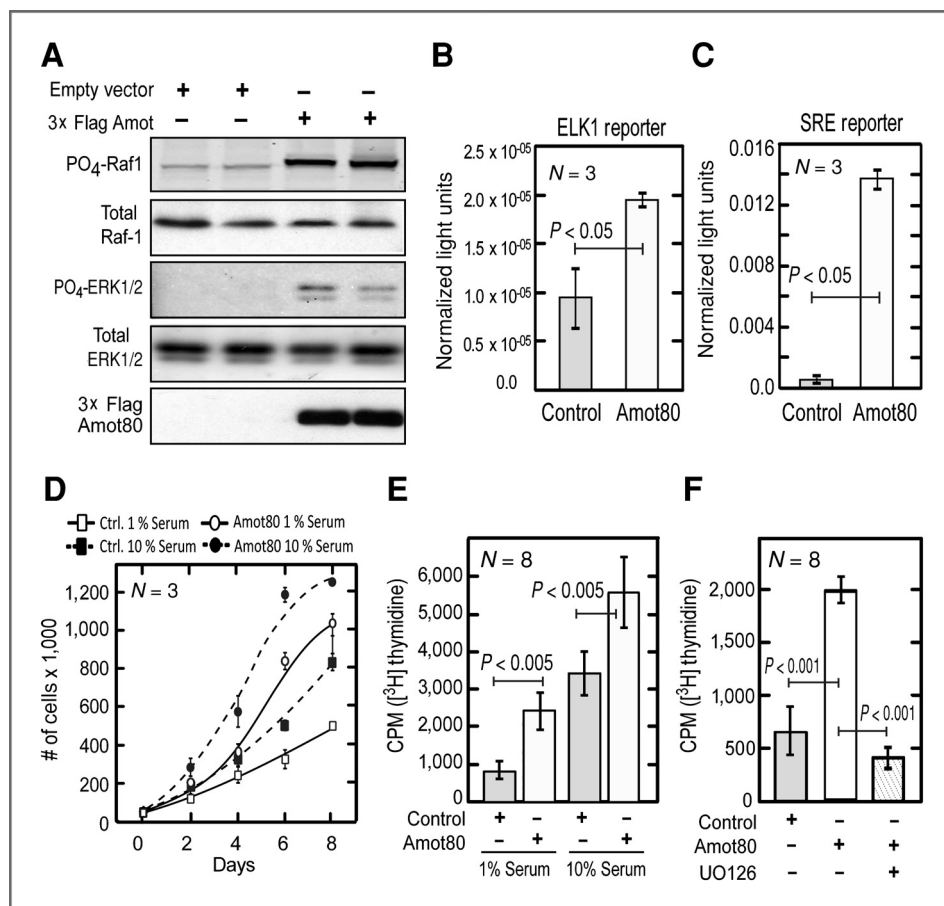 A
Empty vector + + – –
3x Flag Amot – – + +
PO4-Raf1
Total
Raf-1
PO4-ERK1/2
Total
ERK1/2
3x Flag
Amot80
B
ELK1 reporter
Normalized light units
2.5 x 10-05
2.0 x 10-05
1.5 x 10-05
1.0 x 10-05
0.5 x 10-05
0.0
N = 3
P < 0.05
Control Amot80
C
SRE reporter
Normalized light units
0.016
0.012
0.008
0.004
0.0
N = 3
P < 0.05
Control Amot80
D
Ctrl. 1 % Serum Amot80 1 % Serum
Ctrl. 10 % Serum Amot80 10 % Serum
# of cells x 1,000
1,200
1,000
800
600
400
200
0
N = 3
0 2 4 6 8
Days
E
CPM ([3H] thymidine)
6,000
5,000
4,000
3,000
2,000
1,000
0
N = 8
P < 0.005
P < 0.005
Control + – + –
Amot80 – + – +
1% Serum 10% Serum
F
CPM ([3H] thymidine)
2,000
1,500
1,000
500
0
N = 8
P < 0.001
P < 0.001
Control + – –
Amot80 – + +
UO126 – – +